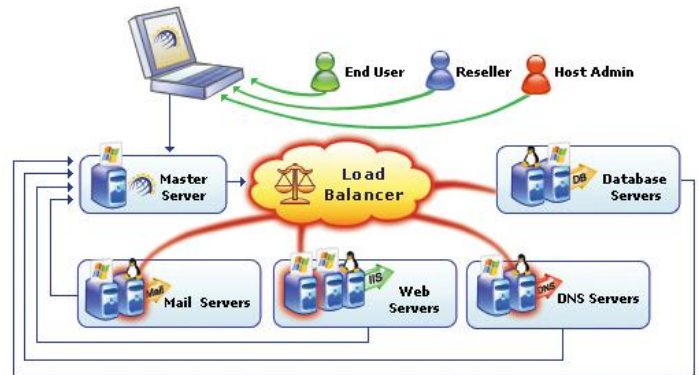 End User
Reseller
Host Admin
Master
Server
Load
Balancer
DB
Database
Servers
Mail
Mail Servers
IIS
Web
Servers
DNS
DNS Servers